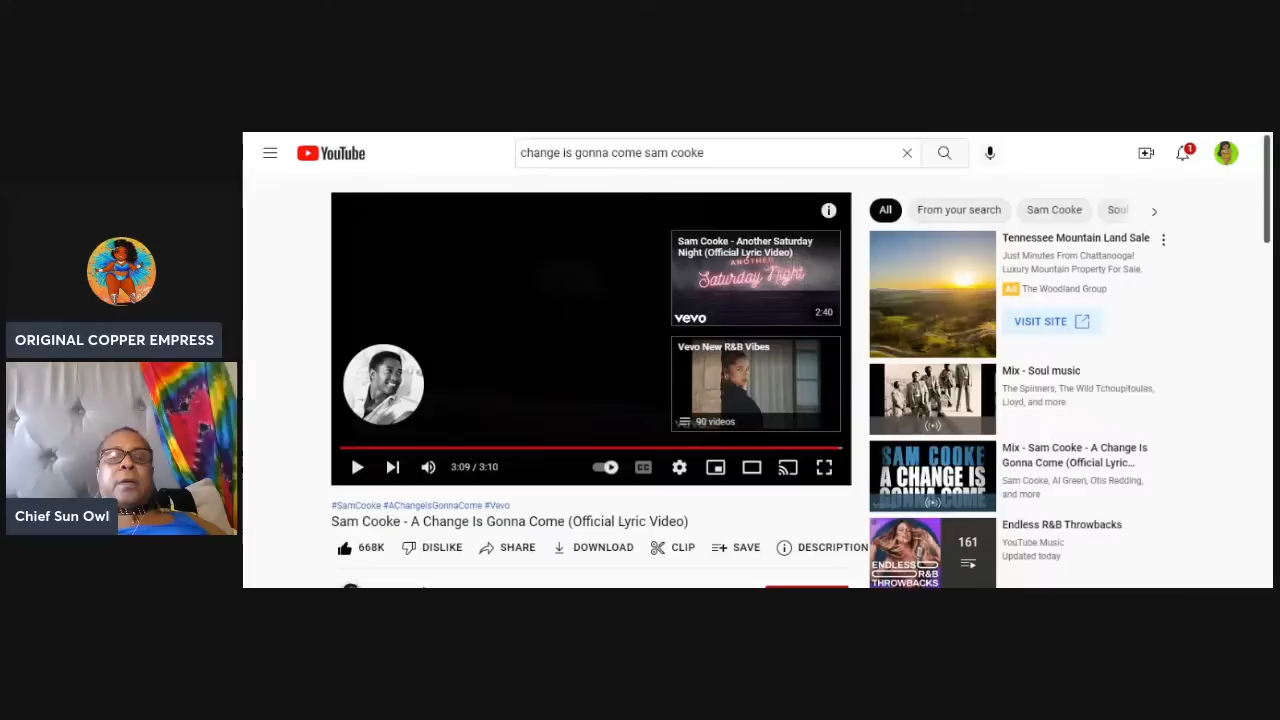 YouTube
change is gonna come sam cooke
1
All
From your search
Sam Cooke
Soul
Sam Cooke - Another Saturday
Night (Official Lyric Video)
ANOTHER
Saturday Night
vevo
2:40
Vevo New R&B Vibes
90 videos
3:09 / 3:10
CC
#SamCooke #AChangeIsGonnaCome #Vevo
Sam Cooke - A Change Is Gonna Come (Official Lyric Video)
668K
DISLIKE
SHARE
DOWNLOAD
CLIP
SAVE
DESCRIPTION
Tennessee Mountain Land Sale
Just Minutes From Chattanooga!
Luxury Mountain Property For Sale.
Ad The Woodland Group
VISIT SITE
Mix - Soul music
The Spinners, The Wild Tchoupitoulas,
Lloyd, and more
SAM COOKE
A CHANGE IS
GONNA COME
Mix - Sam Cooke - A Change Is
Gonna Come (Official Lyric...
Sam Cooke, Al Green, Otis Redding,
and more
ENDLESS
R&B
THROWBACKS
161
Endless R&B Throwbacks
YouTube Music
Updated today
ORIGINAL COPPER EMPRESS
Chief Sun Owl